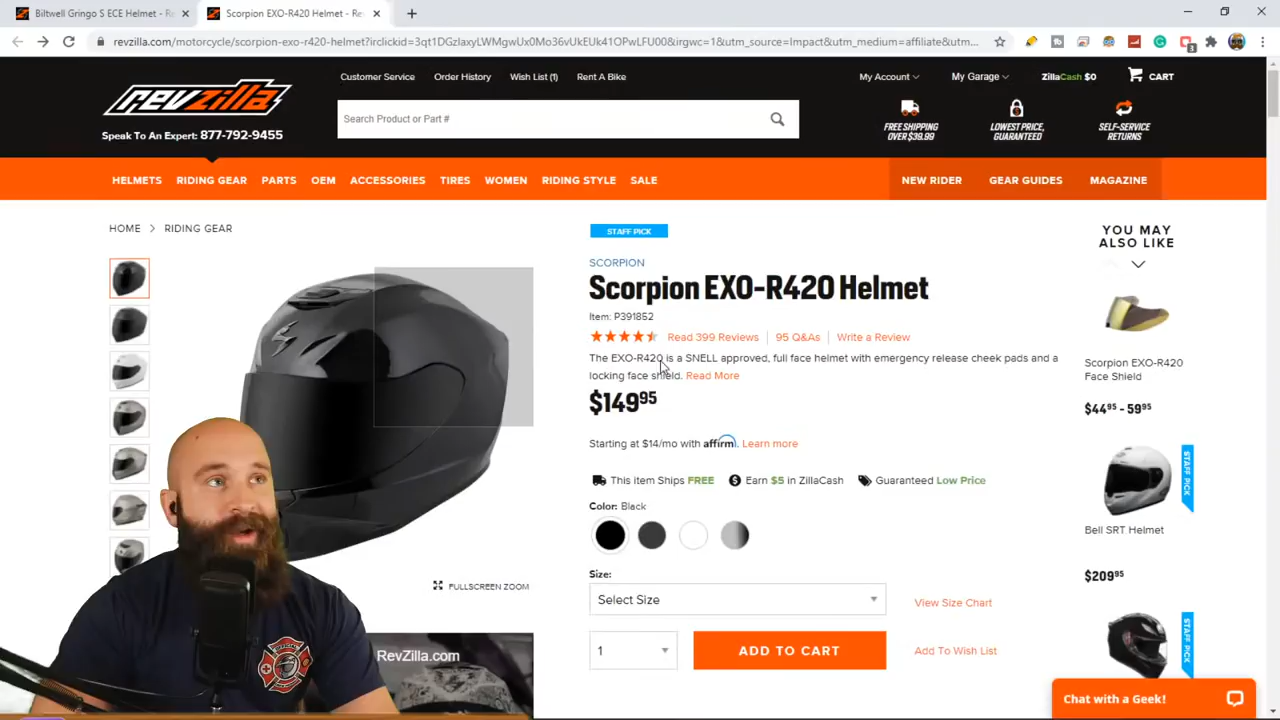 Biltwell Gringo S ECE Helmet - R
Scorpion EXO-R420 Helmet - Re
revzilla.com/motorcycle/scorpion-exo-r420-helmet?irclickid=3qt1DGzIaxyLWMgwUx0Mo36vUkEUk41OPwLFU00&irgwc=1&utm_source=Impact&utm_medium=affiliate&utm...
3
revzilla
Speak To An Expert: 877-792-9455
Customer Service Order History Wish List (1) Rent A Bike
My Account My Garage ZillaCash $0 CART
Search Product or Part #
FREE SHIPPING
OVER $39.99
LOWEST PRICE,
GUARANTEED
SELF-SERVICE
RETURNS
HELMETS RIDING GEAR PARTS OEM ACCESSORIES TIRES WOMEN RIDING STYLE SALE NEW RIDER GEAR GUIDES MAGAZINE
HOME > RIDING GEAR
STAFF PICK
SCORPION
Scorpion EXO-R420 Helmet
Item: P391852
Read 399 Reviews 95 Q&As Write a Review
The EXO-R420 is a SNELL approved, full face helmet with emergency release cheek pads and a
locking face shield. Read More
$149.95
Starting at $14/mo with affirm. Learn more
This item Ships FREE $ Earn $5 in ZillaCash Guaranteed Low Price
Color: Black
Size:
Select Size
View Size Chart
1
ADD TO CART
Add To Wish List
FULLSCREEN ZOOM
RevZilla.com
YOU MAY
ALSO LIKE
Scorpion EXO-R420
Face Shield
$44.95 - 59.95
STAFF PICK
Bell SRT Helmet
$209.95
STAFF PICK
Chat with a Geek!